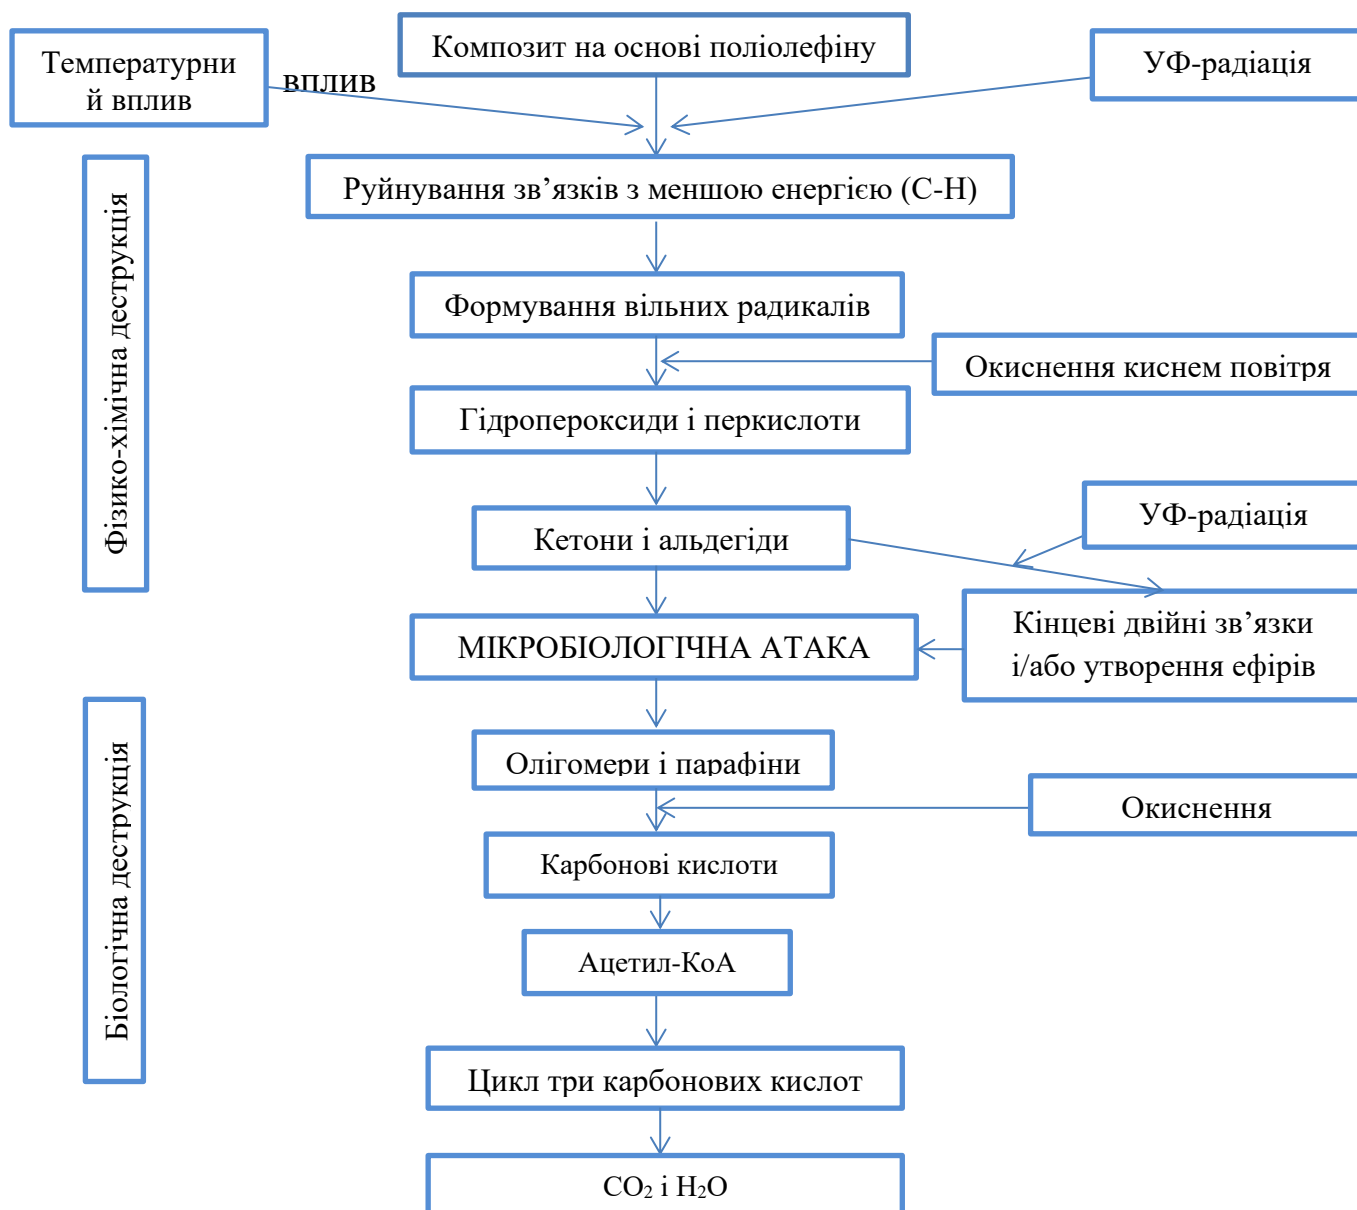 Композит на основі поліолефіну
Температурни
й вплив
вплив
УФ-радіація
Руйнування зв’язків з меншою енергією (С-Н)
Формування вільних радикалів
Окиснення киснем повітря
Гідропероксиди і перкислоти
Фізико-хімічна деструкція
УФ-радіація
Кетони і альдегіди
Кінцеві двійні зв’язки
і/або утворення ефірів
МІКРОБІОЛОГІЧНА АТАКА
Олігомери і парафіни
Окиснення
Карбонові кислоти
Біологічна деструкція
Ацетил-КоА
Цикл три карбонових кислот
СО₂ і Н₂О